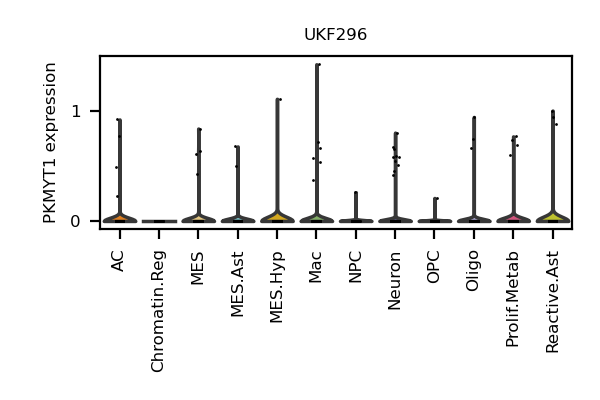 UKF296
PKMYT1 expression
1
0
AC
Chromatin.Reg
MES
MES.Ast
MES.Hyp
Mac
NPC
Neuron
OPC
Oligo
Prolif.Metab
Reactive.Ast